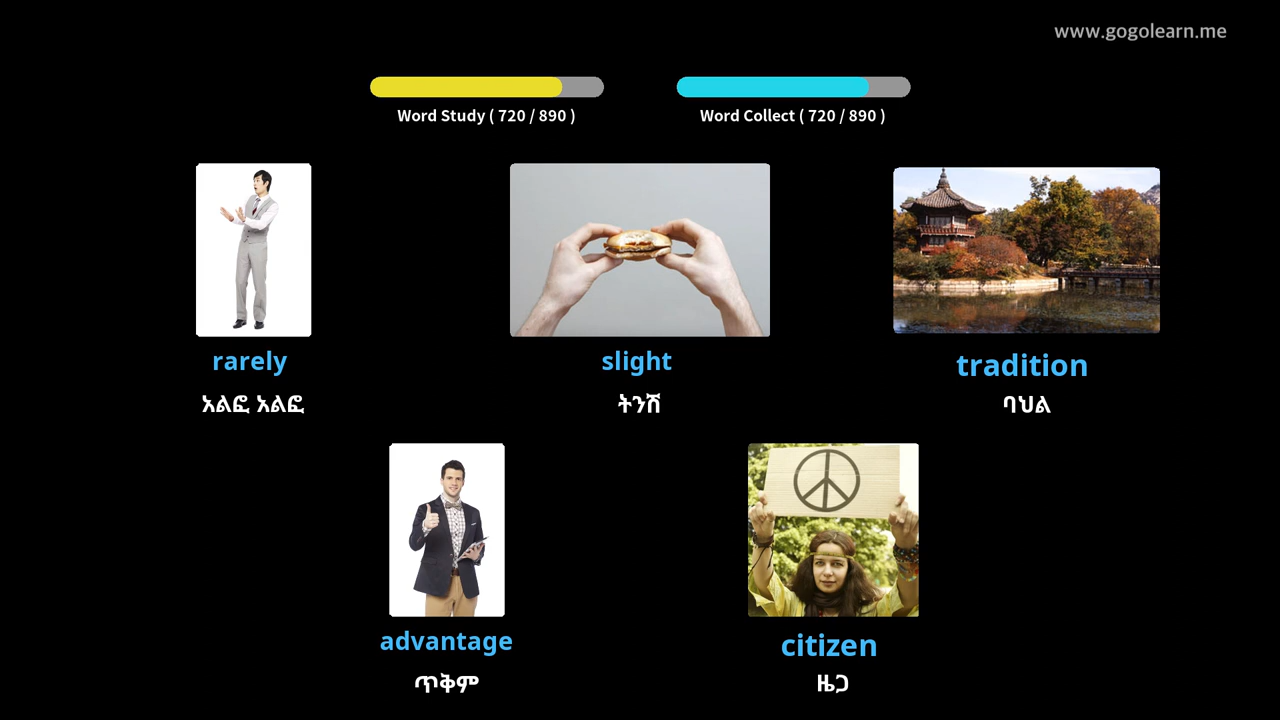 www.gogolearn.me
Word Study ( 720 / 890 )
Word Collect ( 720 / 890 )
rarely
አልፎ አልፎ
slight
ትንሽ
tradition
ባህል
advantage
ጥቅም
citizen
ዜጋ